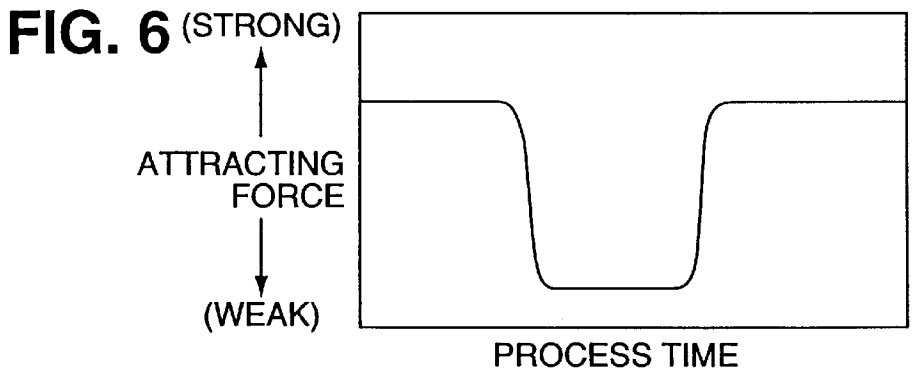 FIG. 6
(STRONG)
ATTRACTING
FORCE
(WEAK)
PROCESS TIME